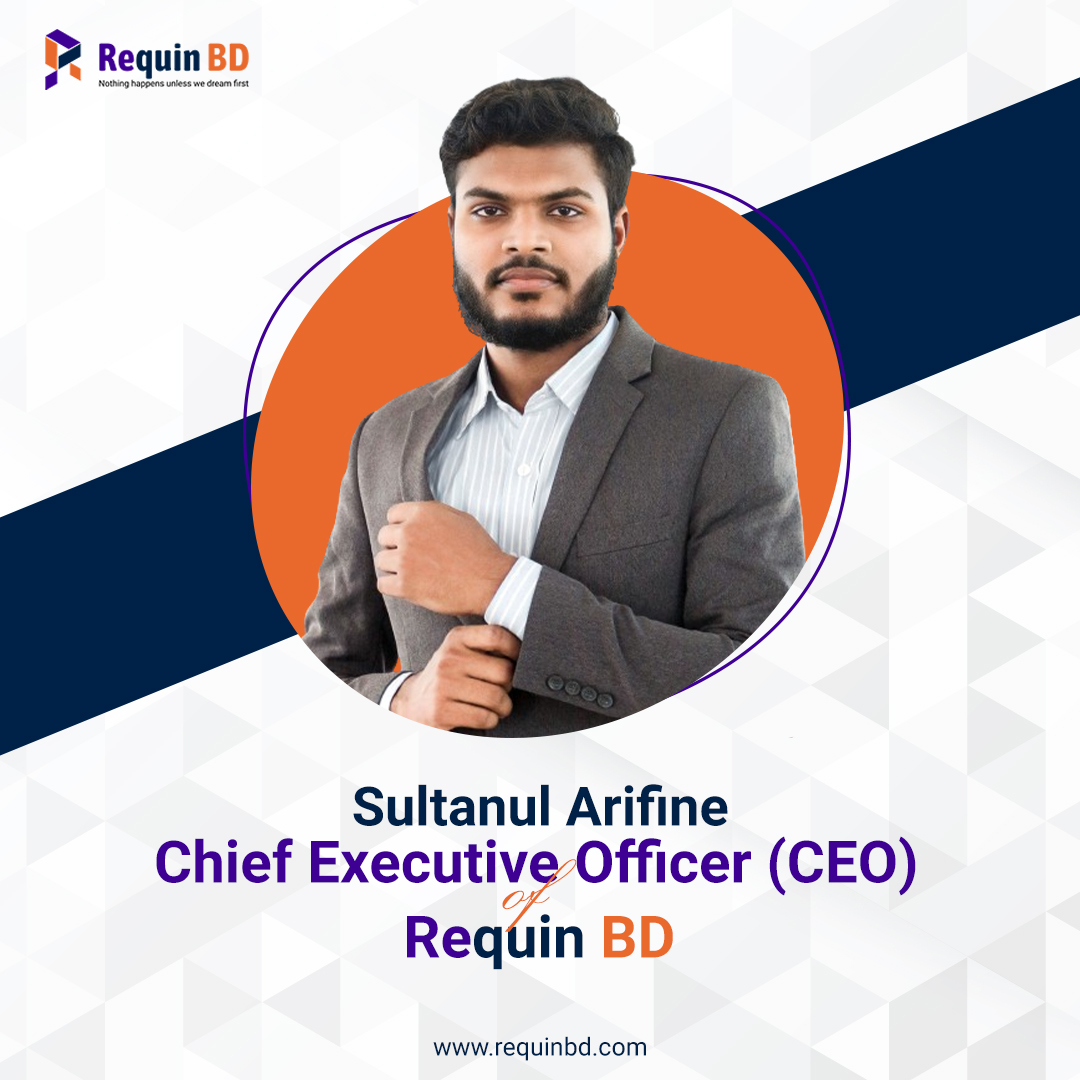 Requin BD
Nothing happens unless we dream first
Sultanul Arifine
Chief Executive Officer (CEO)
of
Requin BD
www.requinbd.com